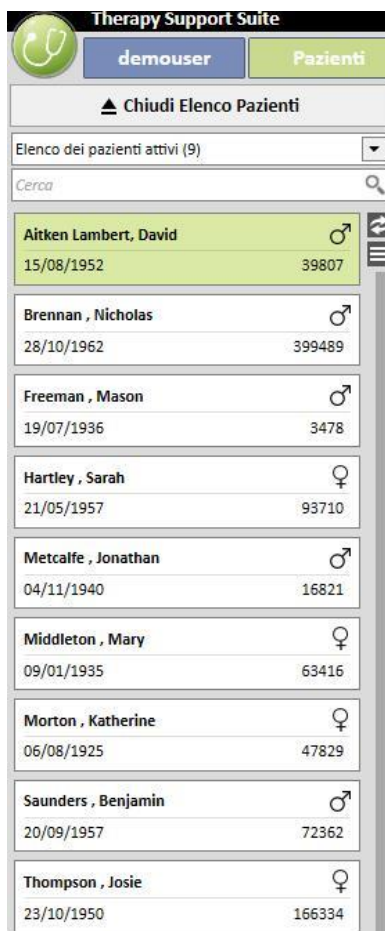 Therapy Support Suite
demouser Pazienti
Chiudi Elenco Pazienti
Elenco dei pazienti attivi (9)
Cerca
Aitken Lambert, David
15/08/1952 39807
Brennan , Nicholas
28/10/1962 399489
Freeman , Mason
19/07/1936 3478
Hartley , Sarah
21/05/1957 93710
Metcalfe , Jonathan
04/11/1940 16821
Middleton , Mary
09/01/1935 63416
Morton , Katherine
06/08/1925 47829
Saunders , Benjamin
20/09/1957 72362
Thompson , Josie
23/10/1950 166334